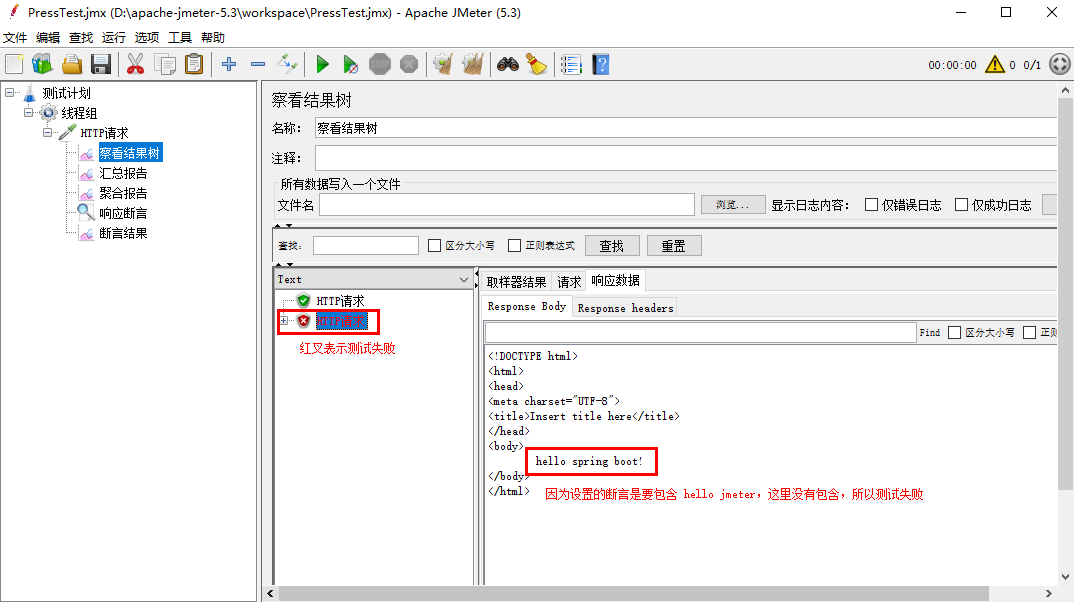 PressTest.jmx (D:\apache-jmeter-5.3\workspace\PressTest.jmx) - Apache JMeter (5.3)
文件 编辑 查找 运行 选项 工具 帮助
STOP
00:00:00 0 0/1
测试计划
线程组
HTTP请求
察看结果树
汇总报告
聚合报告
响应断言
断言结果
察看结果树
名称： 察看结果树
注释：
所有数据写入一个文件
文件名 浏览... 显示日志内容： 仅错误日志 仅成功日志
查找： 区分大小写 正则表达式 查找 重置
Text
HTTP请求
HTTP请求
红叉表示测试失败
取样器结果 请求 响应数据
Response Body Response headers
Find 区分大小写 正则
<!DOCTYPE html>
<html>
<head>
<meta charset="UTF-8">
<title>Insert title here</title>
</head>
<body>
hello spring boot!
</body>
</html>
因为设置的断言是要包含 hello jmeter，这里没有包含，所以测试失败